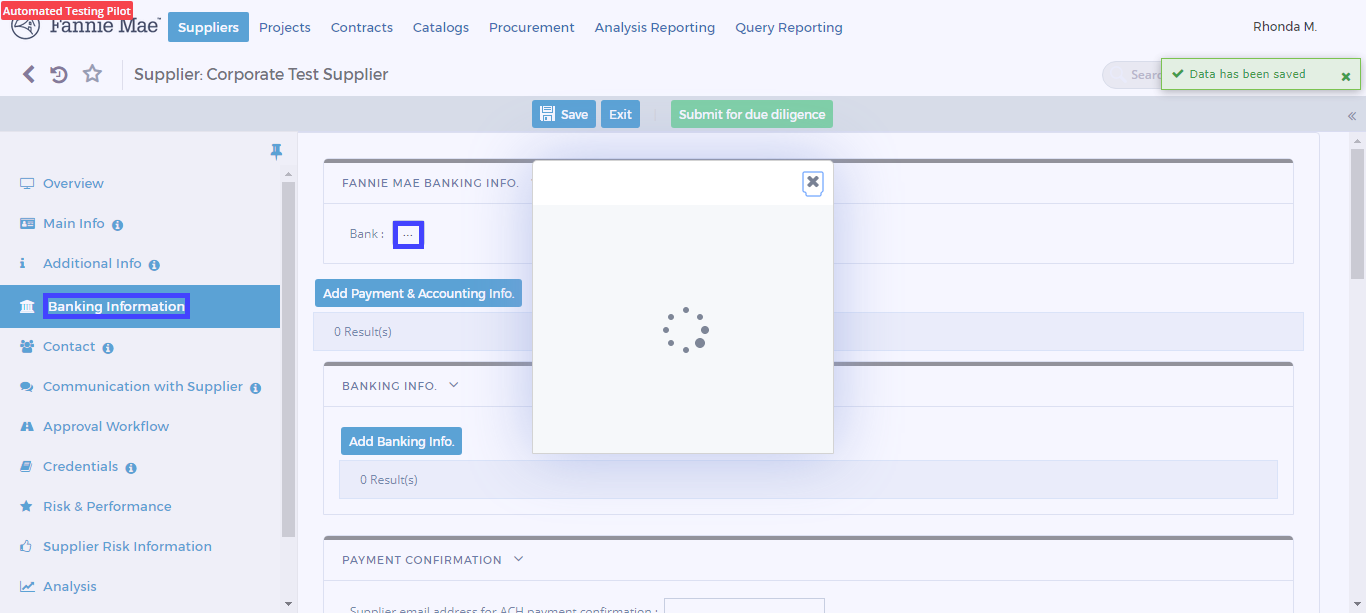 Automated Testing Pilot
Fannie Mae
Suppliers
Projects
Contracts
Catalogs
Procurement
Analysis Reporting
Query Reporting
Rhonda M.
Supplier: Corporate Test Supplier
Data has been saved
Save
Exit
Submit for due diligence
Overview
Main Info
Additional Info
Banking Information
Contact
Communication with Supplier
Approval Workflow
Credentials
Risk & Performance
Supplier Risk Information
Analysis
FANNIE MAE BANKING INFO.
Bank :
...
Add Payment & Accounting Info.
0 Result(s)
BANKING INFO.
Add Banking Info.
0 Result(s)
PAYMENT CONFIRMATION
Supplier email address for ACH payment confirmation :